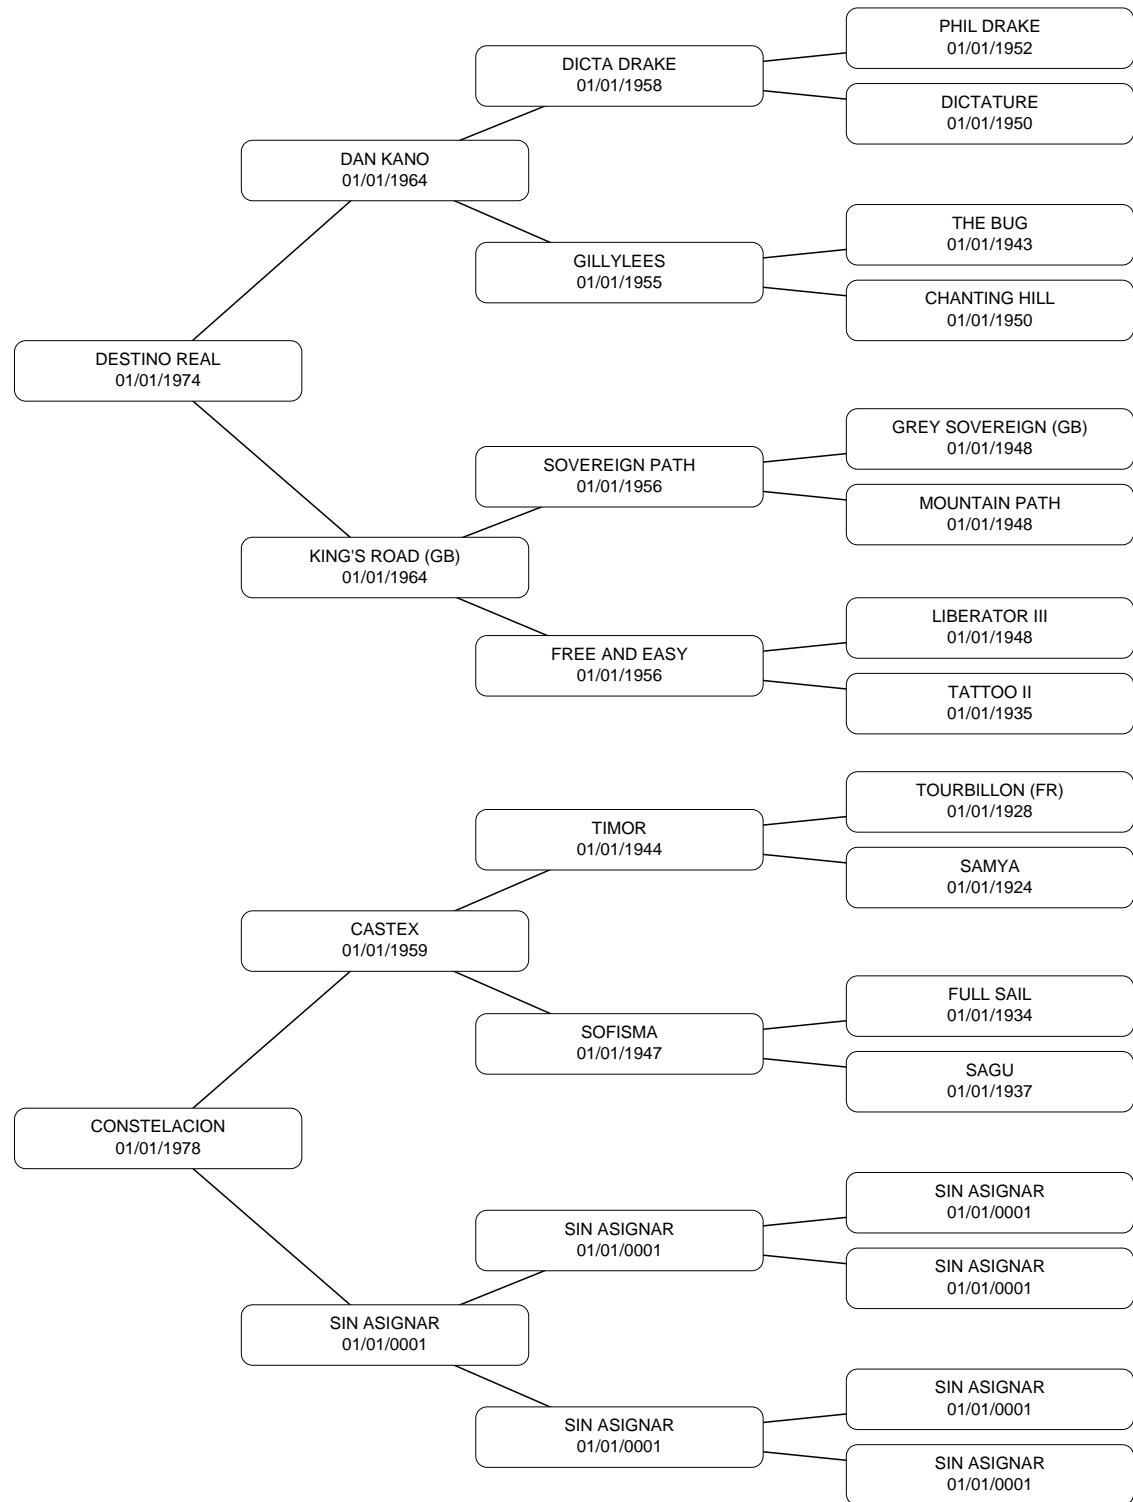 PHIL DRAKE
01/01/1952
DICTA DRAKE
01/01/1958
DICTATURE
01/01/1950
DAN KANO
01/01/1964
THE BUG
01/01/1943
GILLYLEES
01/01/1955
CHANTING HILL
01/01/1950
DESTINO REAL
01/01/1974
GREY SOVEREIGN (GB)
01/01/1948
SOVEREIGN PATH
01/01/1956
MOUNTAIN PATH
01/01/1948
KING'S ROAD (GB)
01/01/1964
LIBERATOR III
01/01/1948
FREE AND EASY
01/01/1956
TATTOO II
01/01/1935
TOURBILLON (FR)
01/01/1928
TIMOR
01/01/1944
SAMYA
01/01/1924
CASTEX
01/01/1959
FULL SAIL
01/01/1934
SOFISMA
01/01/1947
SAGU
01/01/1937
CONSTELACION
01/01/1978
SIN ASIGNAR
01/01/0001
SIN ASIGNAR
01/01/0001
SIN ASIGNAR
01/01/0001
SIN ASIGNAR
01/01/0001
SIN ASIGNAR
01/01/0001
SIN ASIGNAR
01/01/0001
SIN ASIGNAR
01/01/0001